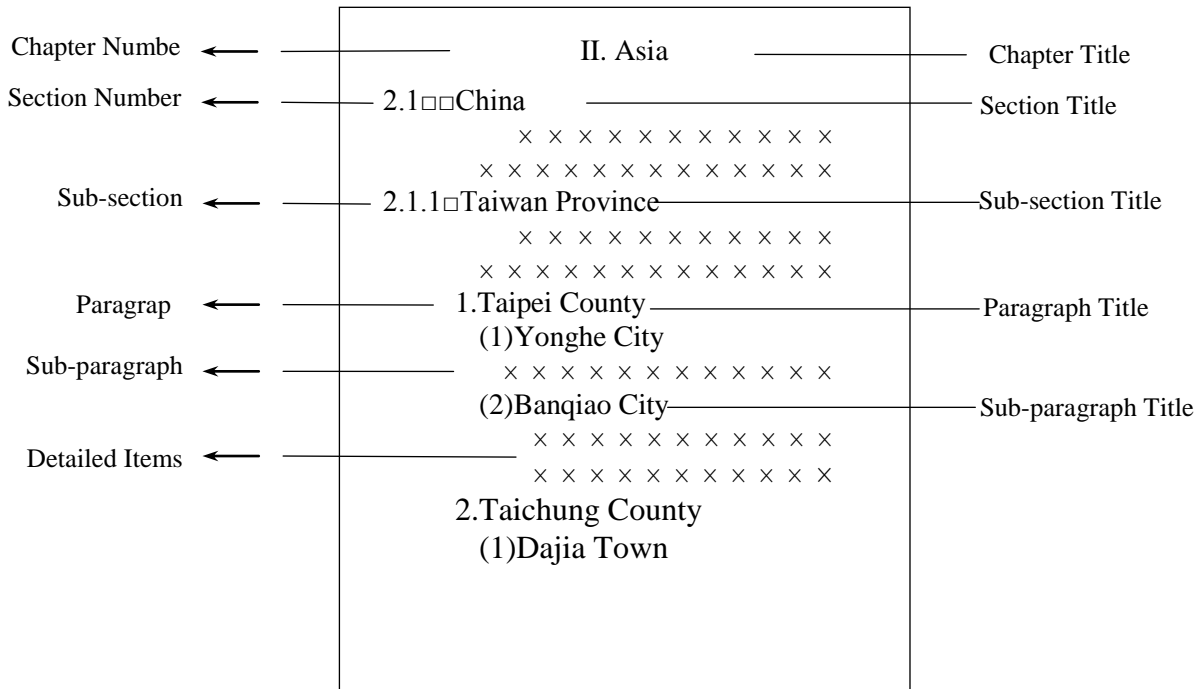 Chapter Numbe II. Asia Chapter Title
Section Number 2.1□□China Section Title
× × × × × × × × × × ×
× × × × × × × × × × × × ×
Sub-section 2.1.1□Taiwan Province Sub-section Title
× × × × × × × × × × ×
× × × × × × × × × × × × ×
Paragrap 1.Taipei County Paragraph Title
(1)Yonghe City
Sub-paragraph × × × × × × × × × × × ×
(2)Banqiao City Sub-paragraph Title
× × × × × × × × × × ×
Detailed Items × × × × × × × × × × ×
2.Taichung County
(1)Dajia Town